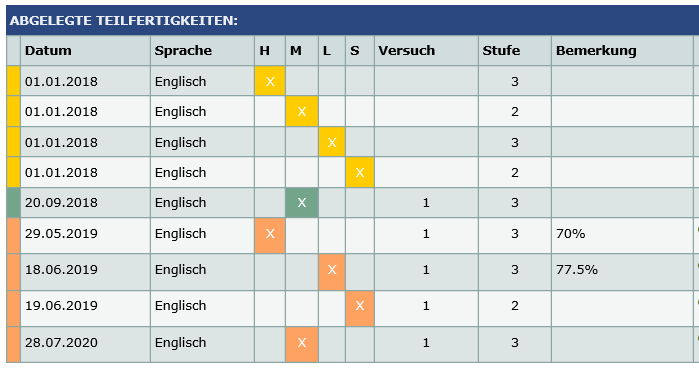 ABGELEGTE TEILFERTIGKEITEN:
Datum Sprache H M L S Versuch Stufe Bemerkung
01.01.2018 Englisch X 3
01.01.2018 Englisch X 2
01.01.2018 Englisch X 3
01.01.2018 Englisch X 2
20.09.2018 Englisch X 1 3
29.05.2019 Englisch X 1 3 70%
18.06.2019 Englisch X 1 3 77.5%
19.06.2019 Englisch X 1 2
28.07.2020 Englisch X 1 3